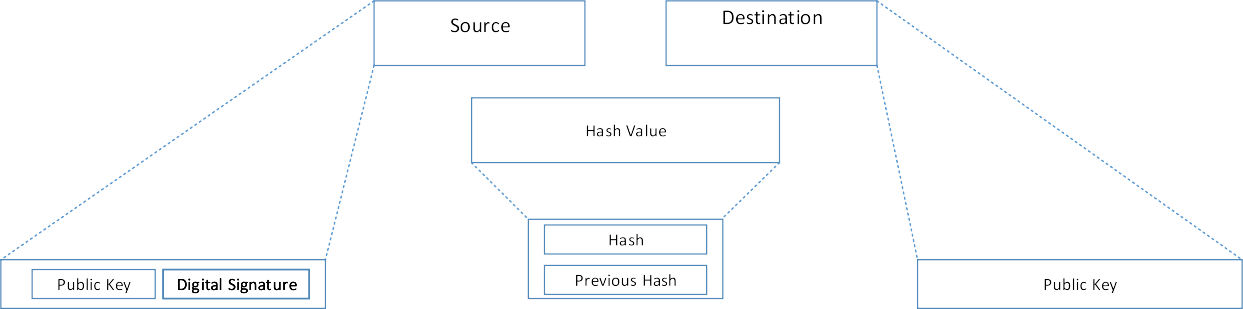 Source
Destination
Hash Value
Hash
Previous Hash
Public Key
Digital Signature
Public Key